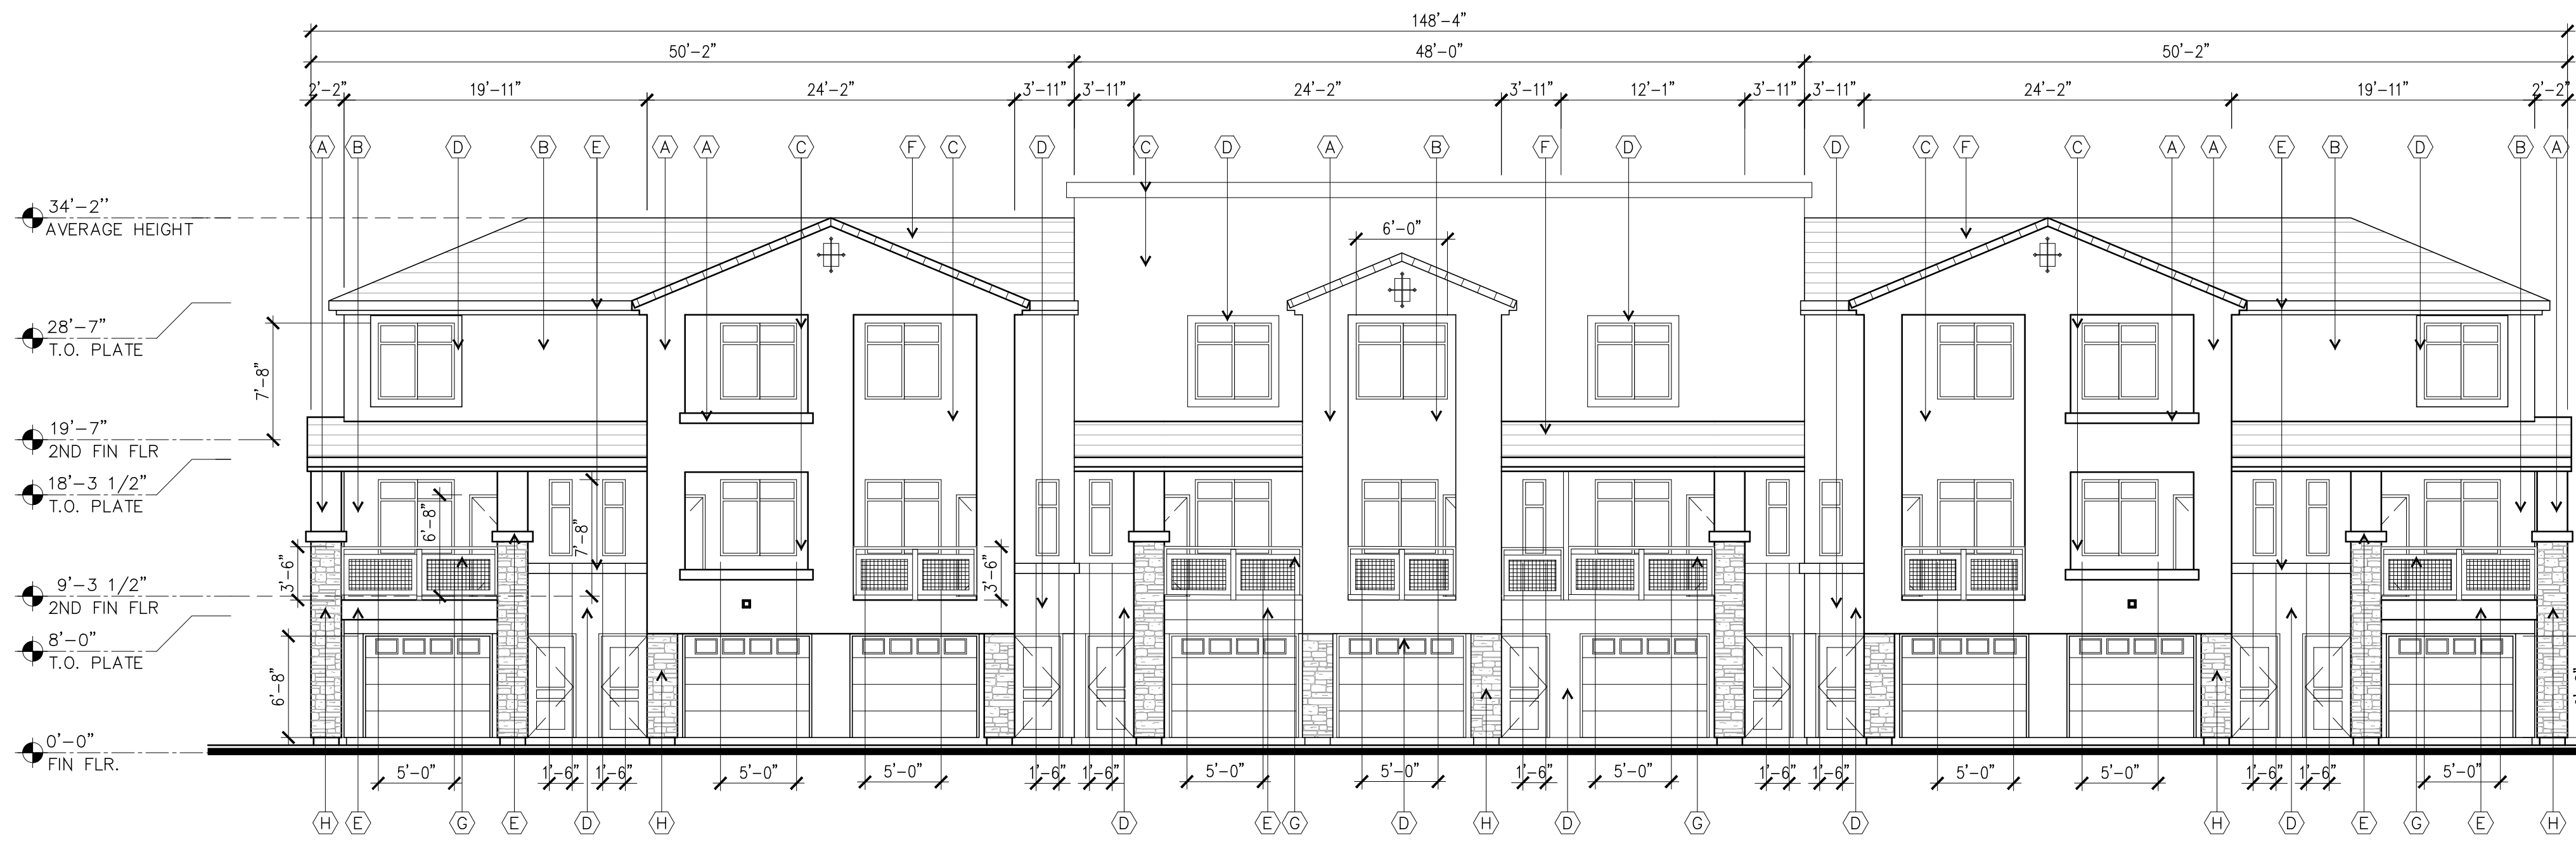 148'-4"
50'-2" 48'-0" 50'-2"
2'-2" 19'-11" 24'-2" 3'-11" 3'-11" 24'-2" 3'-11" 12'-1" 3'-11" 3'-11" 24'-2" 19'-11" 2'-2"
A B D B E A A C F C D C D A B F D D C F C A A E B D B A
34'-2''
AVERAGE HEIGHT
6'-0"
28'-7"
T.O. PLATE
7'-8"
19'-7"
2ND FIN FLR
18'-3 1/2"
T.O. PLATE
6'-8"
7'-8"
3'-6"
3'-6"
9'-3 1/2"
2ND FIN FLR
8'-0"
T.O. PLATE
6'-8"
0'-0"
FIN FLR.
5'-0" 1'-6" 1'-6" 5'-0" 5'-0" 1'-6" 1'-6" 5'-0" 5'-0" 1'-6" 5'-0" 1'-6" 1'-6" 5'-0" 5'-0" 1'-6" 1'-6" 5'-0"
H E G E D H D E G D H D G D H D E G E H